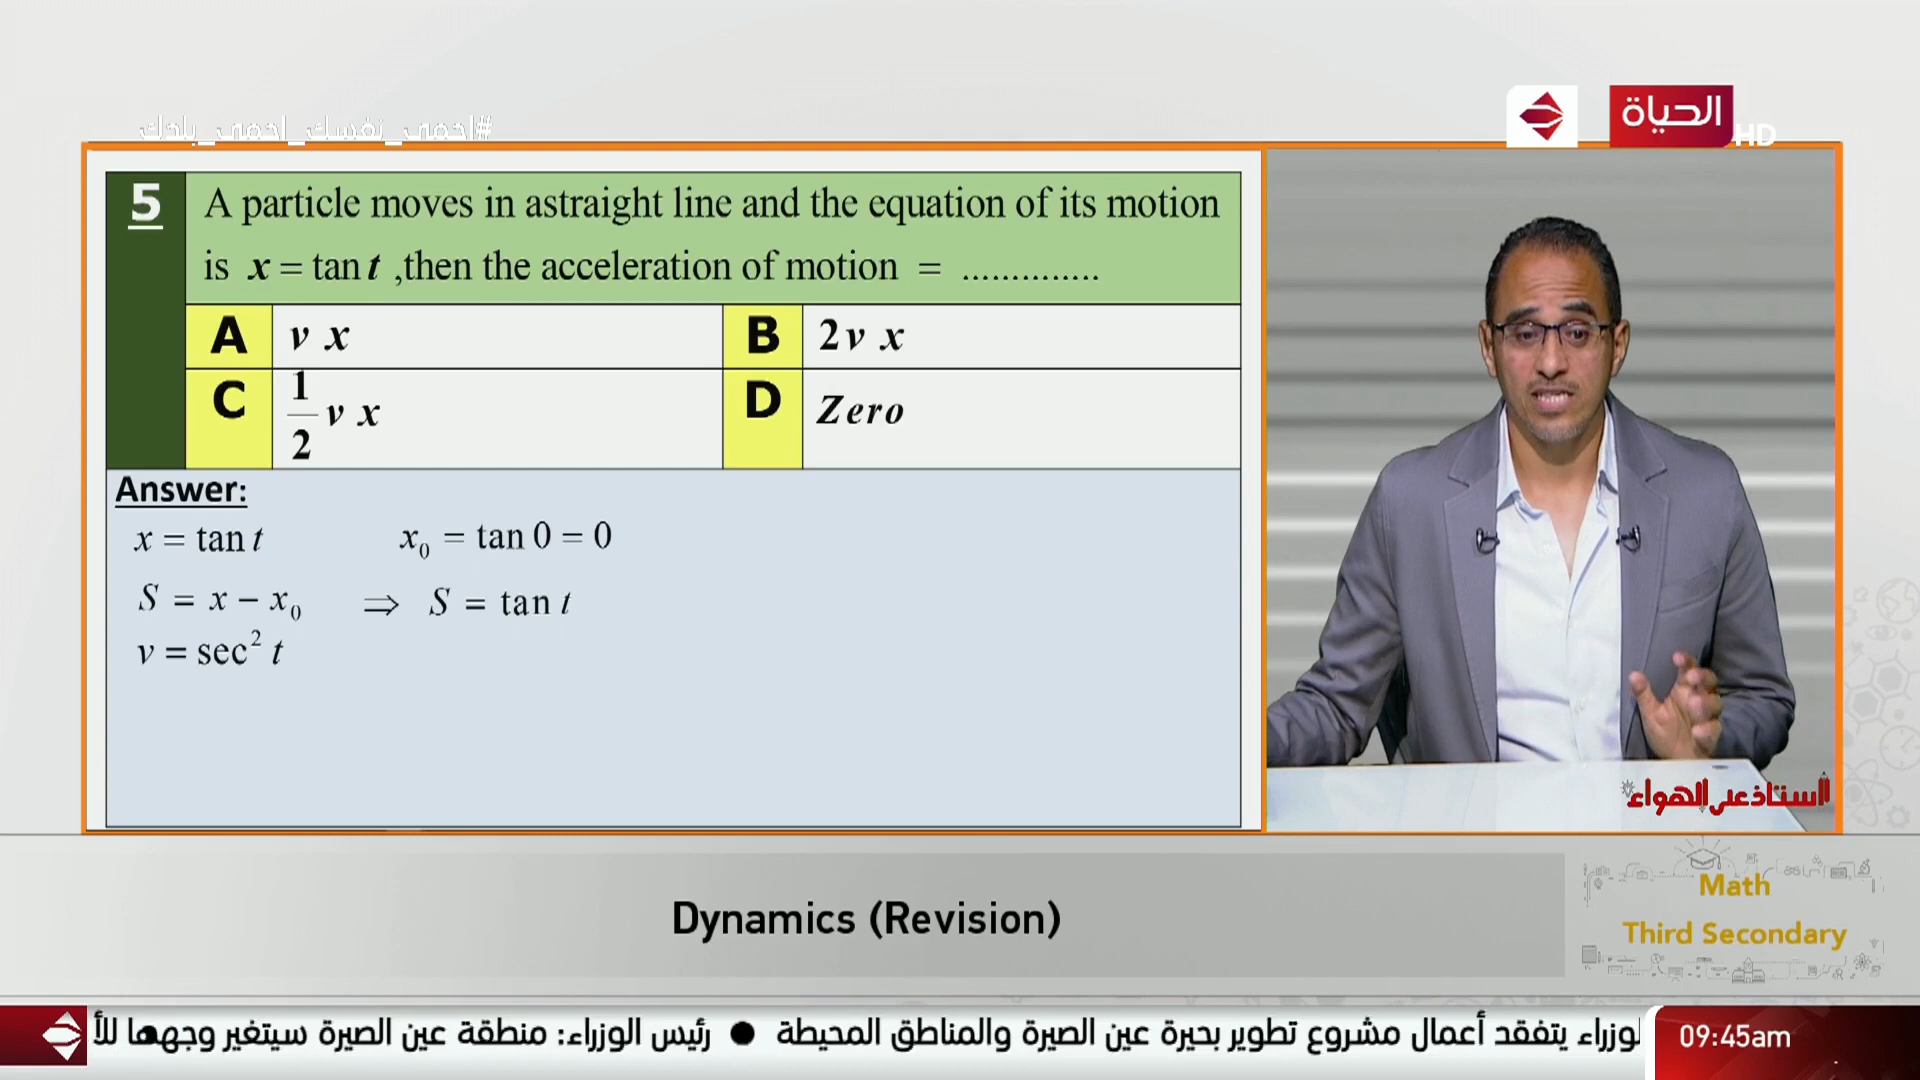 #احمي_نفسك_احمي_بلدك
الحياة
HD
5
A particle moves in astraight line and the equation of its motion
is x = tan t ,then the acceleration of motion = ..............
A v x
B 2v x
C 1/2 v x
D Zero
Answer:
x = tan t x₀ = tan 0 = 0
S = x − x₀ ⇒ S = tan t
v = sec² t
أستاذ على الهواء
Dynamics (Revision)
Math
Third Secondary
لوزراء يتفقد أعمال مشروع تطوير بحيرة عين الصيرة والمناطق المحيطة ● رئيس الوزراء: منطقة عين الصيرة سيتغير وجهها للأ
09:45am